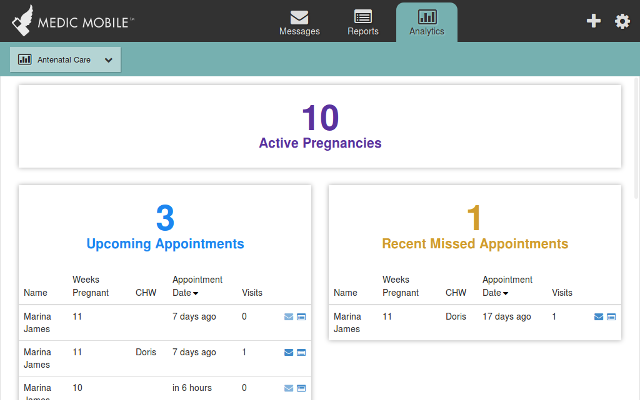 MEDIC MOBILE™
Messages
Reports
Analytics
Antenatal Care
10
Active Pregnancies
3
Upcoming Appointments
Name Weeks Pregnant CHW Appointment Date Visits
Marina James 11 7 days ago 0
Marina James 11 Doris 7 days ago 1
Marina 10 in 6 hours 0
1
Recent Missed Appointments
Name Weeks Pregnant CHW Appointment Date Visits
Marina James 11 Doris 17 days ago 1